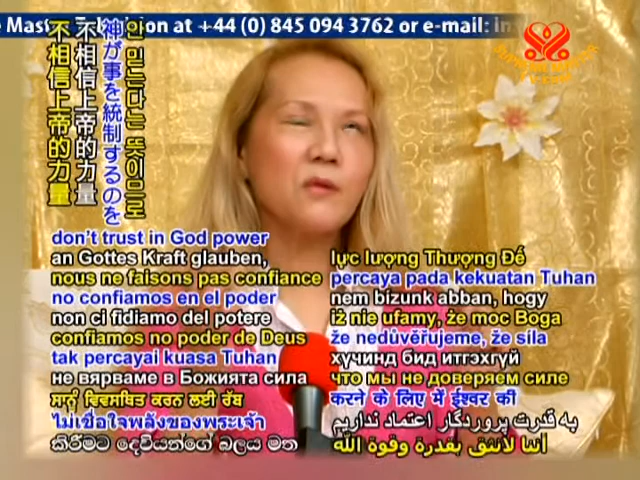 Maste Television at +44 (0) 845 094 3762 or e-mail: in
아 믿는다는 뜻이므로
神が事を統制するのを
不相信上帝的力量
不相信上帝的力量
don't trust in God power
an Gottes Kraft glauben,
nous ne faisons pas confiance
no confiamos en el poder
non ci fidiamo del potere
confiamos no poder de Deus
tak percayai kuasa Tuhan
не вярваме в Божията сила
ਸਾਨੂੰ ਵਿਸ਼ਵਸਿਤ ਕਰਨ ਲਈ ਰੱਬ
ไม่เชื่อใจพลังของพระเจ้า
කිරීමට දෙවියන්ගේ බලය මත
lực lượng Thượng Đế
percaya pada kekuatan Tuhan
nem bízunk abban, hogy
iż nie ufamy, że moc Boga
že nedůvěřujeme, že síla
хүчинд бид итгэхгүй
что мы не доверяем силе
करने के लिए में ईश्वर की
به قدرت پروردگار اعتماد نداریم
أننا لانثق بقدرة وقوة الله